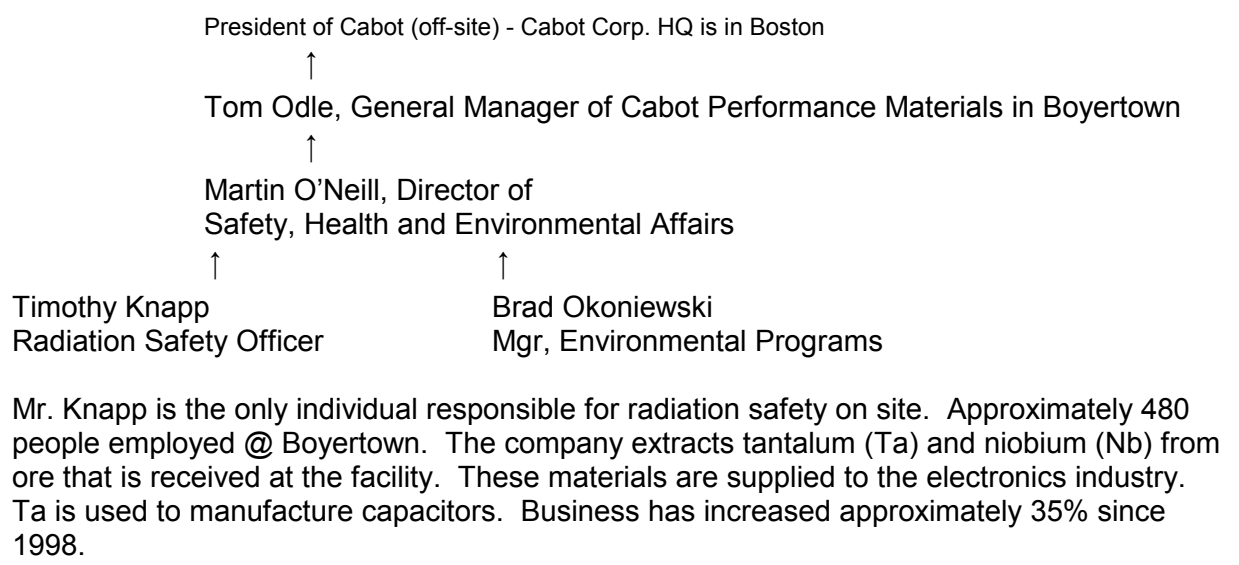 President of Cabot (off-site) - Cabot Corp. HQ is in Boston
↑
Tom Odle, General Manager of Cabot Performance Materials in Boyertown
↑
Martin O'Neill, Director of
Safety, Health and Environmental Affairs
↑ ↑
Timothy Knapp Brad Okoniewski
Radiation Safety Officer Mgr, Environmental Programs
Mr. Knapp is the only individual responsible for radiation safety on site. Approximately 480
people employed @ Boyertown. The company extracts tantalum (Ta) and niobium (Nb) from
ore that is received at the facility. These materials are supplied to the electronics industry.
Ta is used to manufacture capacitors. Business has increased approximately 35% since
1998.